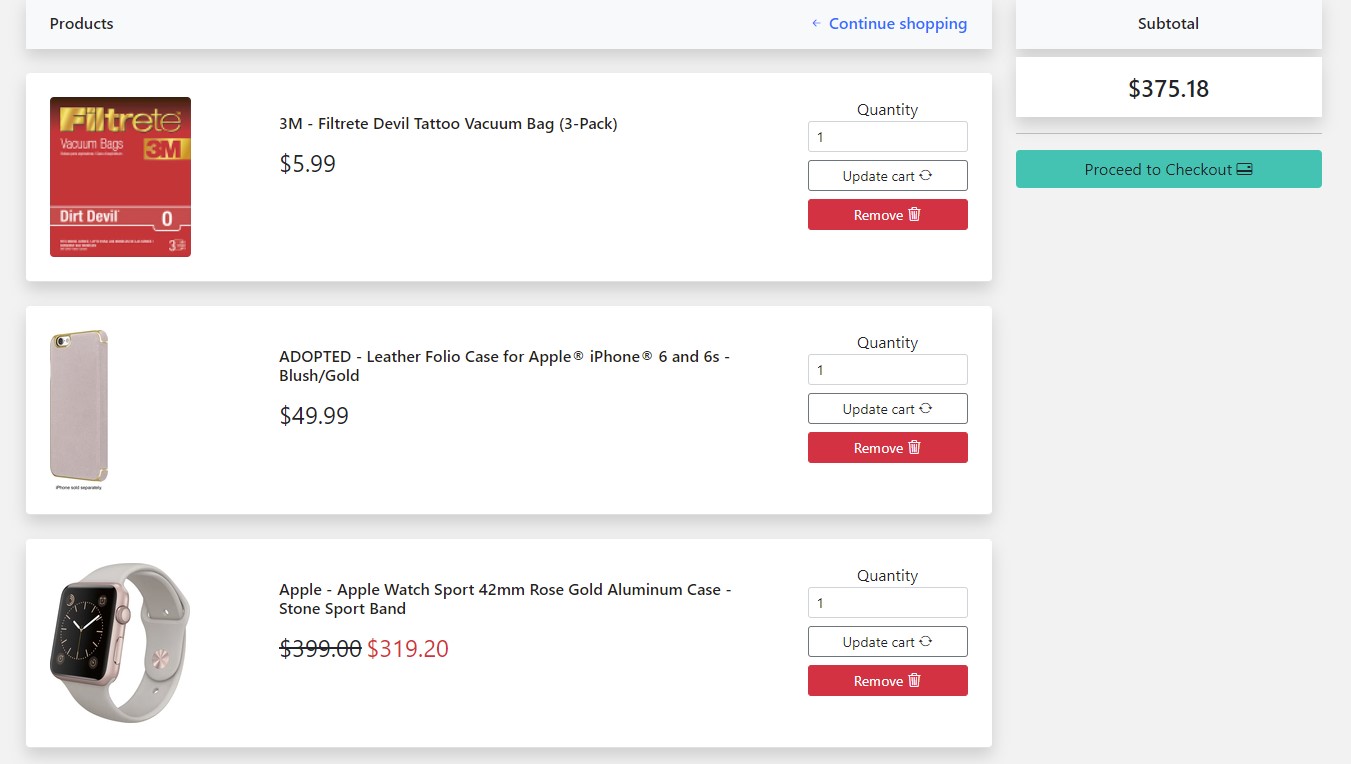 Products
Continue shopping
Subtotal
$375.18
Proceed to Checkout
Filtrete
Vacuum Bags
3M
Dirt Devil
0
3
3M - Filtrete Devil Tattoo Vacuum Bag (3-Pack)
$5.99
Quantity
1
Update cart
Remove
iPhone sold separately
ADOPTED - Leather Folio Case for Apple® iPhone® 6 and 6s -
Blush/Gold
$49.99
Quantity
1
Update cart
Remove
Apple - Apple Watch Sport 42mm Rose Gold Aluminum Case -
Stone Sport Band
$399.00 $319.20
Quantity
1
Update cart
Remove